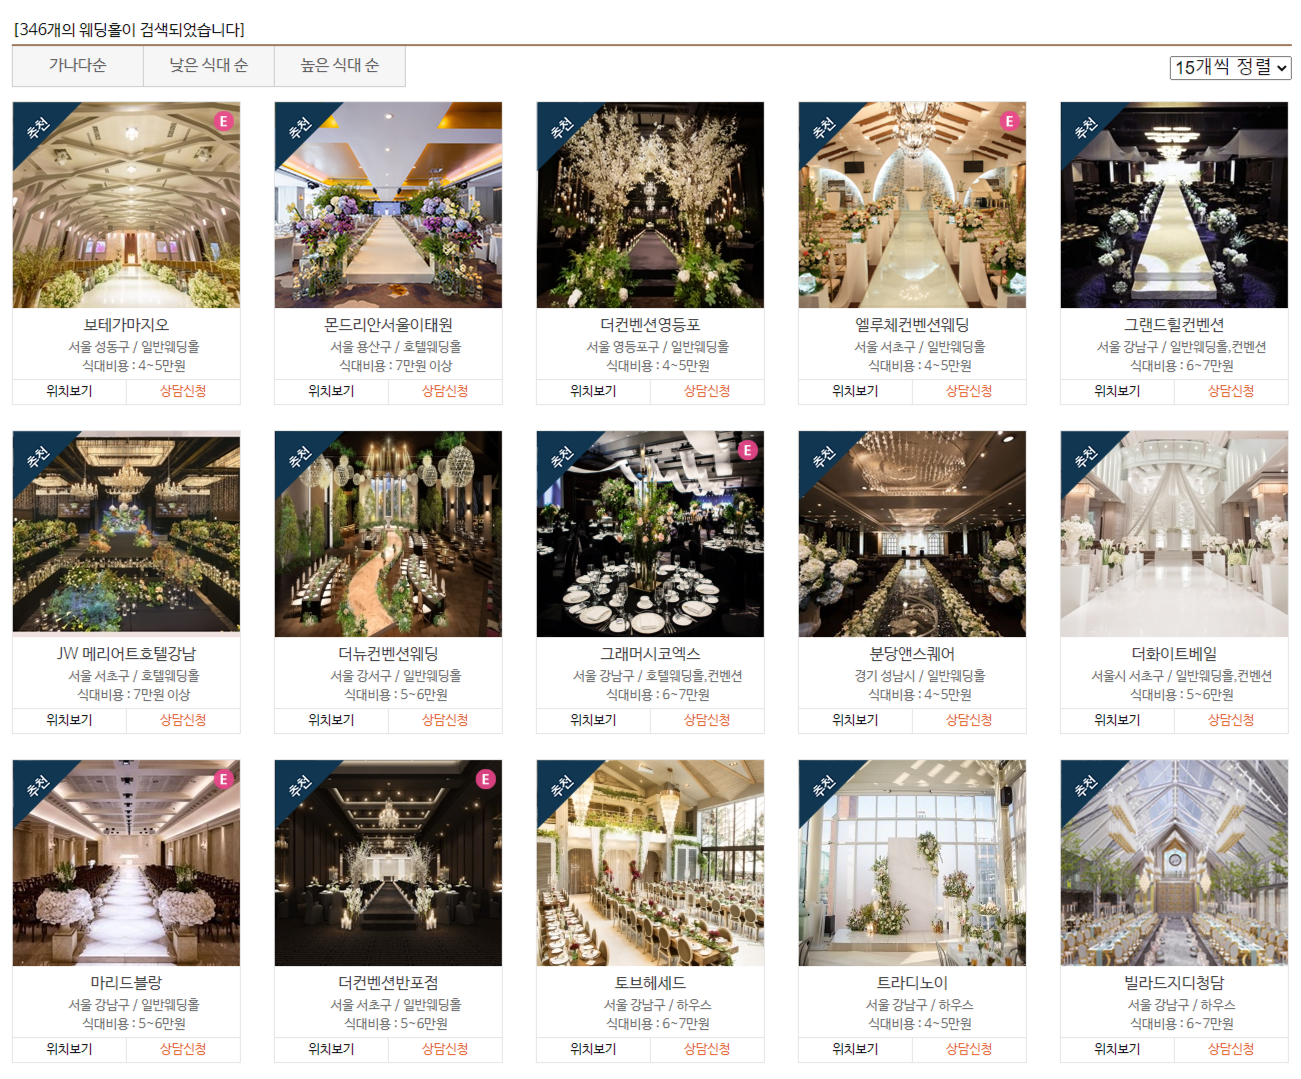 [346개의 웨딩홀이 검색되었습니다]
가나다순 낮은 식대 순 높은 식대 순 15개씩 정렬
추천 E
보테가마지오
서울 성동구 / 일반웨딩홀
식대비용 : 4~5만원
위치보기 상담신청
추천
몬드리안서울이태원
서울 용산구 / 호텔웨딩홀
식대비용 : 7만원 이상
위치보기 상담신청
추천
더컨벤션영등포
서울 영등포구 / 일반웨딩홀
식대비용 : 4~5만원
위치보기 상담신청
추천 E
엘루체컨벤션웨딩
서울 서초구 / 일반웨딩홀
식대비용 : 4~5만원
위치보기 상담신청
추천
그랜드힐컨벤션
서울 강남구 / 일반웨딩홀,컨벤션
식대비용 : 6~7만원
위치보기 상담신청
추천
JW 메리어트호텔강남
서울 서초구 / 호텔웨딩홀
식대비용 : 7만원 이상
위치보기 상담신청
추천
더뉴컨벤션웨딩
서울 강서구 / 일반웨딩홀
식대비용 : 5~6만원
위치보기 상담신청
추천 E
그래머시코엑스
서울 강남구 / 호텔웨딩홀,컨벤션
식대비용 : 6~7만원
위치보기 상담신청
추천
분당앤스퀘어
경기 성남시 / 일반웨딩홀
식대비용 : 4~5만원
위치보기 상담신청
추천
더화이트베일
서울시 서초구 / 일반웨딩홀,컨벤션
식대비용 : 5~6만원
위치보기 상담신청
추천 E
마리드블랑
서울 강남구 / 일반웨딩홀
식대비용 : 5~6만원
위치보기 상담신청
추천 E
더컨벤션반포점
서울 서초구 / 일반웨딩홀
식대비용 : 5~6만원
위치보기 상담신청
추천
토브헤세드
서울 강남구 / 하우스
식대비용 : 6~7만원
위치보기 상담신청
추천
트라디노이
서울 강남구 / 하우스
식대비용 : 4~5만원
위치보기 상담신청
추천
빌라드지디청담
서울 강남구 / 하우스
식대비용 : 6~7만원
위치보기 상담신청